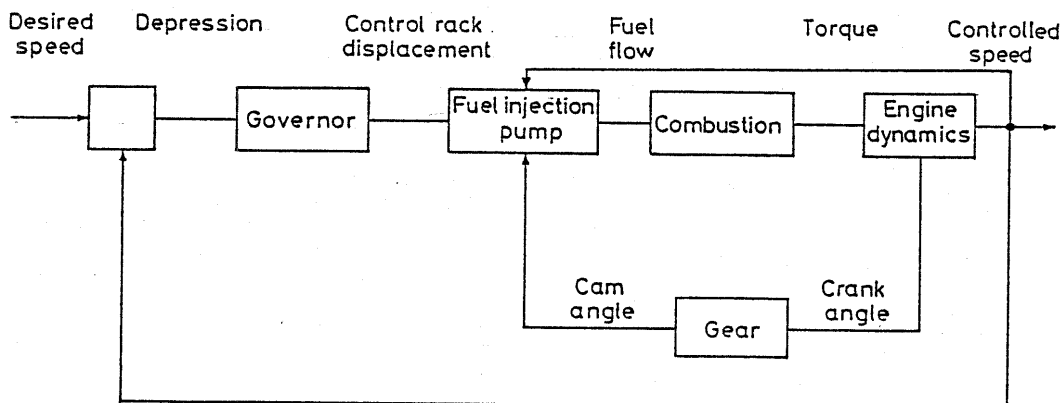 Desired
speed
Depression
Control rack
displacement
Fuel
flow
Torque
Controlled
speed
Governor
Fuel injection
pump
Combustion
Engine
dynamics
Cam
angle
Gear
Crank
angle